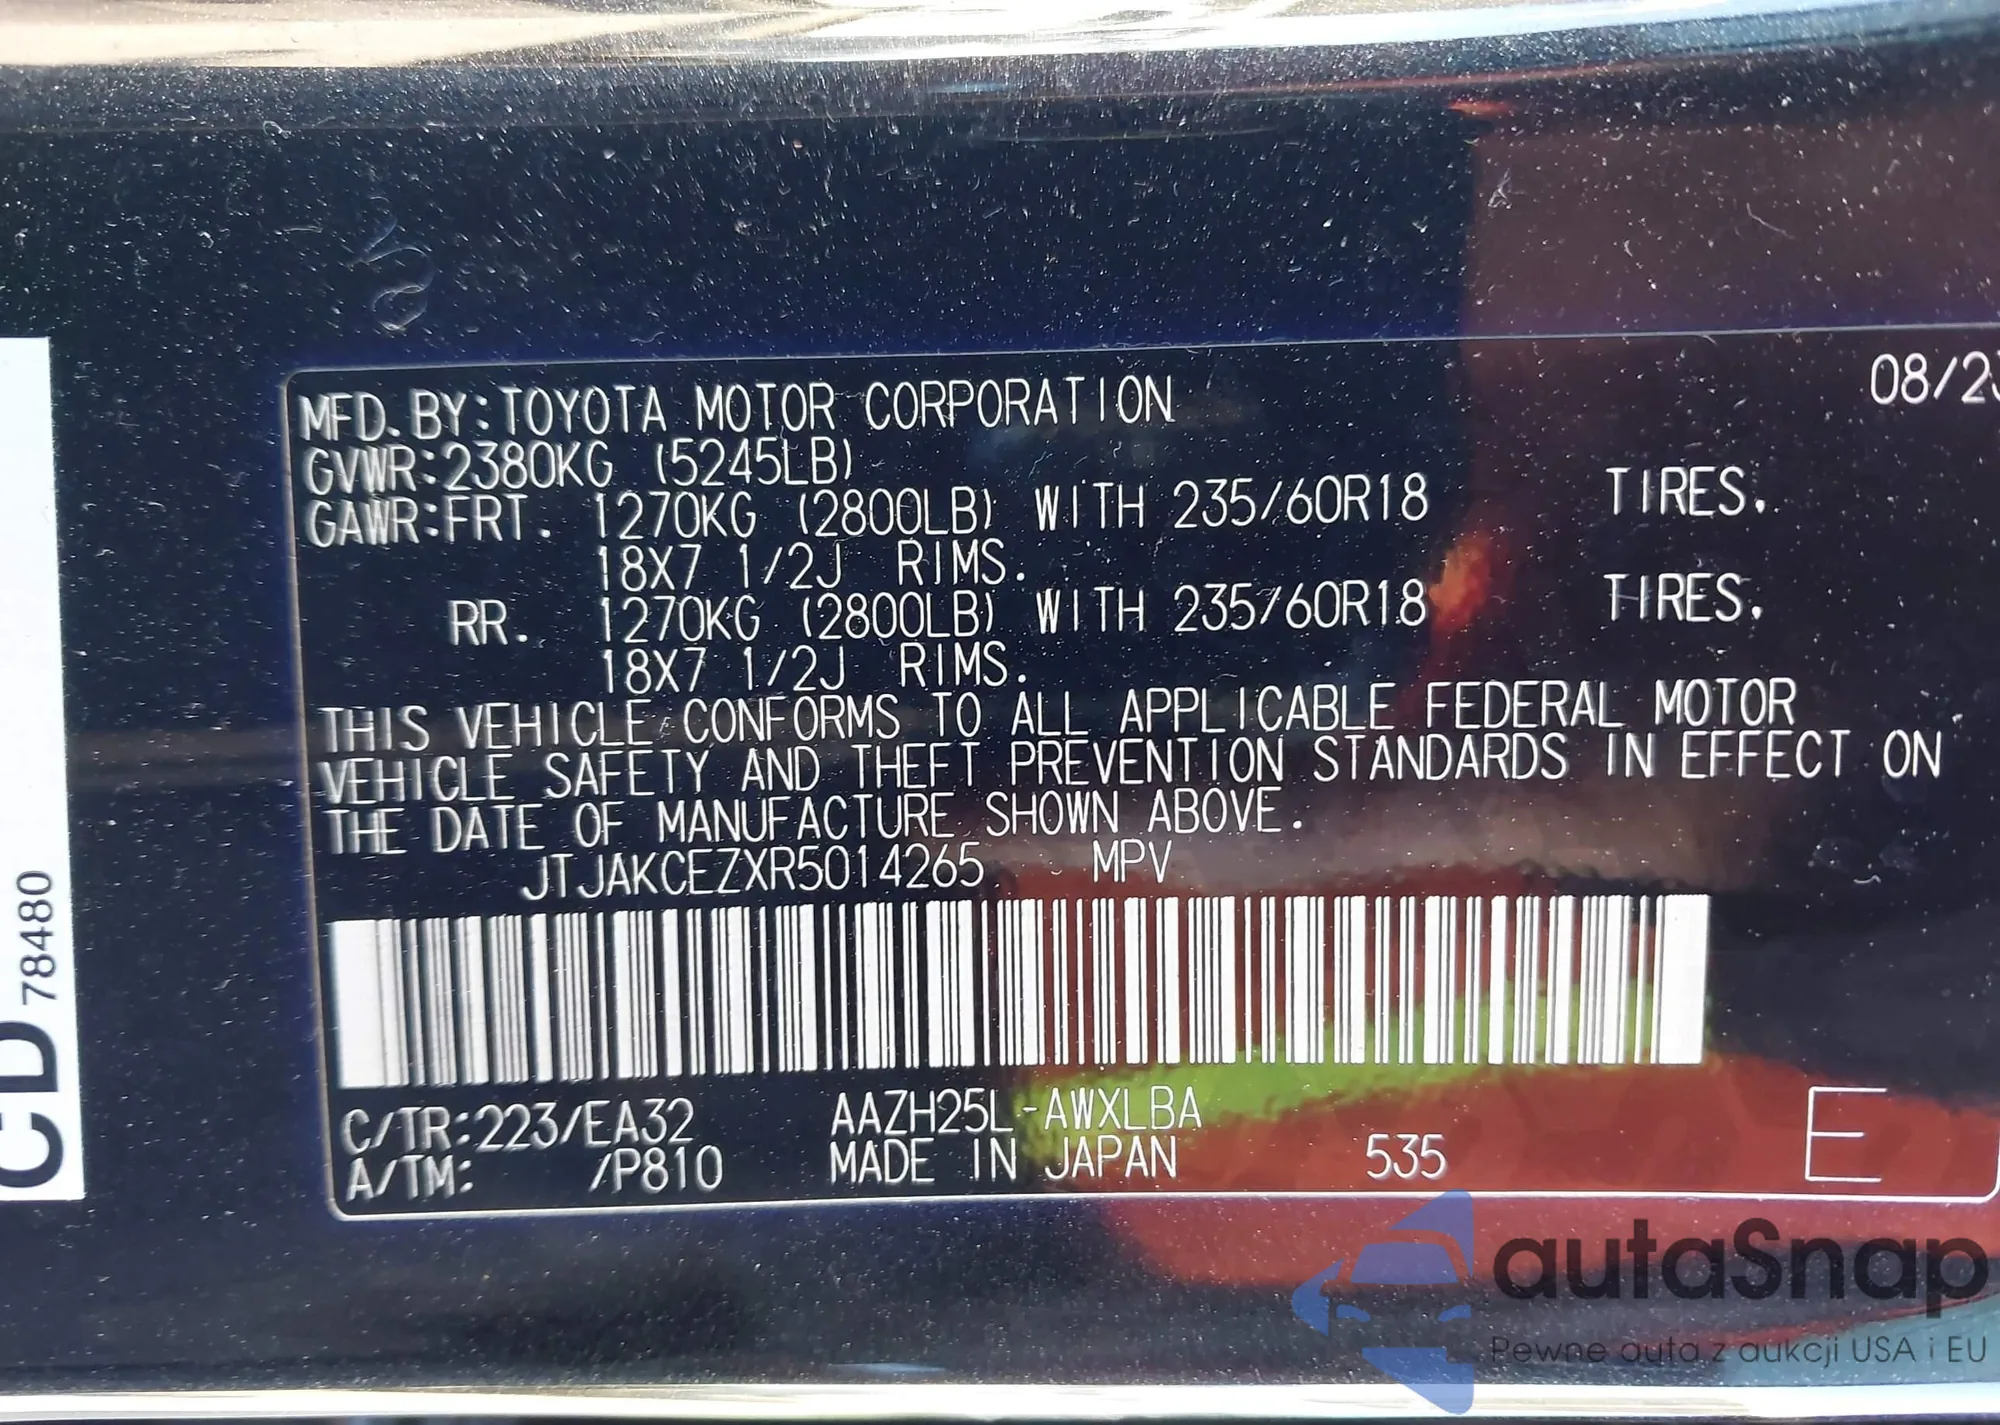 08/23
MFD. BY: TOYOTA MOTOR CORPORATION
GVWR: 2380KG (5245LB)
GAWR: FRT. 1270KG (2800LB) WITH 235/60R18 TIRES.
18X7 1/2J RIMS.
RR. 1270KG (2800LB) WITH 235/60R18 TIRES.
18X7 1/2J RIMS.
THIS VEHICLE CONFORMS TO ALL APPLICABLE FEDERAL MOTOR
VEHICLE SAFETY AND THEFT PREVENTION STANDARDS IN EFFECT ON
THE DATE OF MANUFACTURE SHOWN ABOVE.
JTJAKCEZXR5014265 MPV
C/TR: 223/EA32 AAZH25L-AWXLBA
A/TM: /P810 MADE IN JAPAN 535 E
CD 78480
autaSnap
Pewne auta z aukcji USA i EU